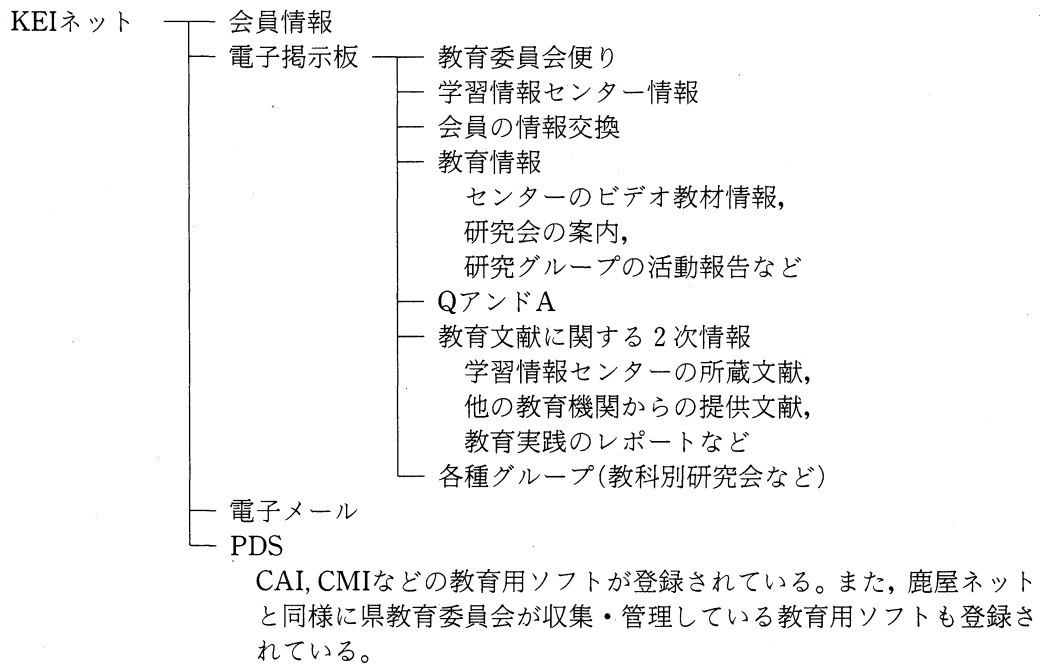 KEIネット 会員情報
電子掲示板 教育委員会便り
学習情報センター情報
会員の情報交換
教育情報
センターのビデオ教材情報,
研究会の案内,
研究グループの活動報告など
QアンドA
教育文献に関する2次情報
学習情報センターの所蔵文献,
他の教育機関からの提供文献,
教育実践のレポートなど
各種グループ(教科別研究会など)
電子メール
PDS
CAI, CMIなどの教育用ソフトが登録されている。また, 鹿屋ネット
と同様に県教育委員会が収集・管理している教育用ソフトも登録さ
れている。